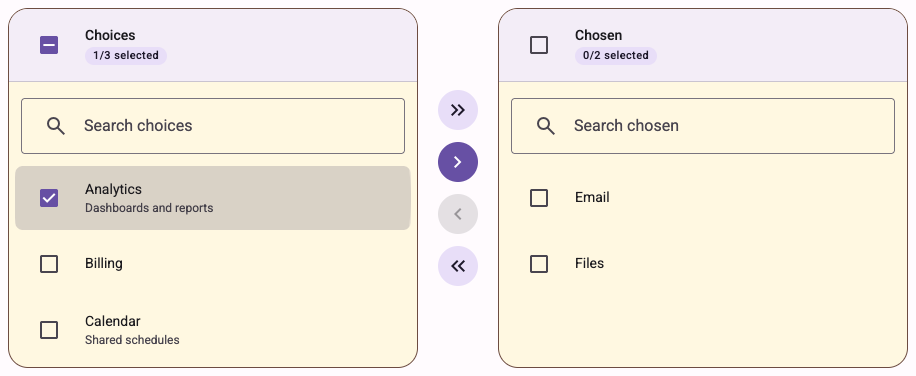 Choices
1/3 selected
Search choices
Analytics
Dashboards and reports
Billing
Calendar
Shared schedules
Chosen
0/2 selected
Search chosen
Email
Files